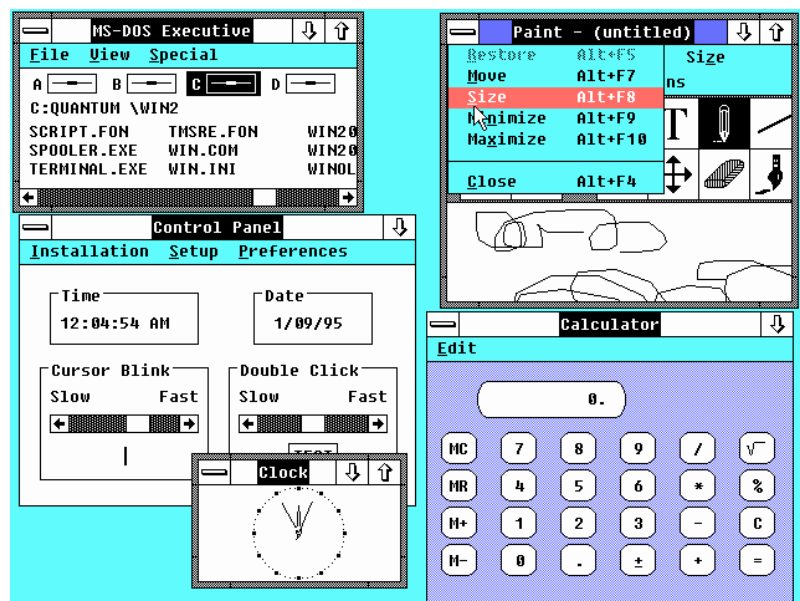 MS-DOS Executive
File View Special
A B C D
C:QUANTUM \WIN2
SCRIPT.FON TMSRE.FON WIN20
SPOOLER.EXE WIN.COM WIN20
TERMINAL.EXE WIN.INI WINOL
Paint - (untitled)
Restore Alt+F5
Move Alt+F7
Size Alt+F8
Minimize Alt+F9
Maximize Alt+F10
Close Alt+F4
Size
ns
T
Control Panel
Installation Setup Preferences
Time
12:04:54 AM
Date
1/09/95
Cursor Blink
Slow Fast
Double Click
Slow Fast
TEST
Clock
Calculator
Edit
0.
MC 7 8 9 / √
MR 4 5 6 * %
M+ 1 2 3 - C
M- 0 . ± + =